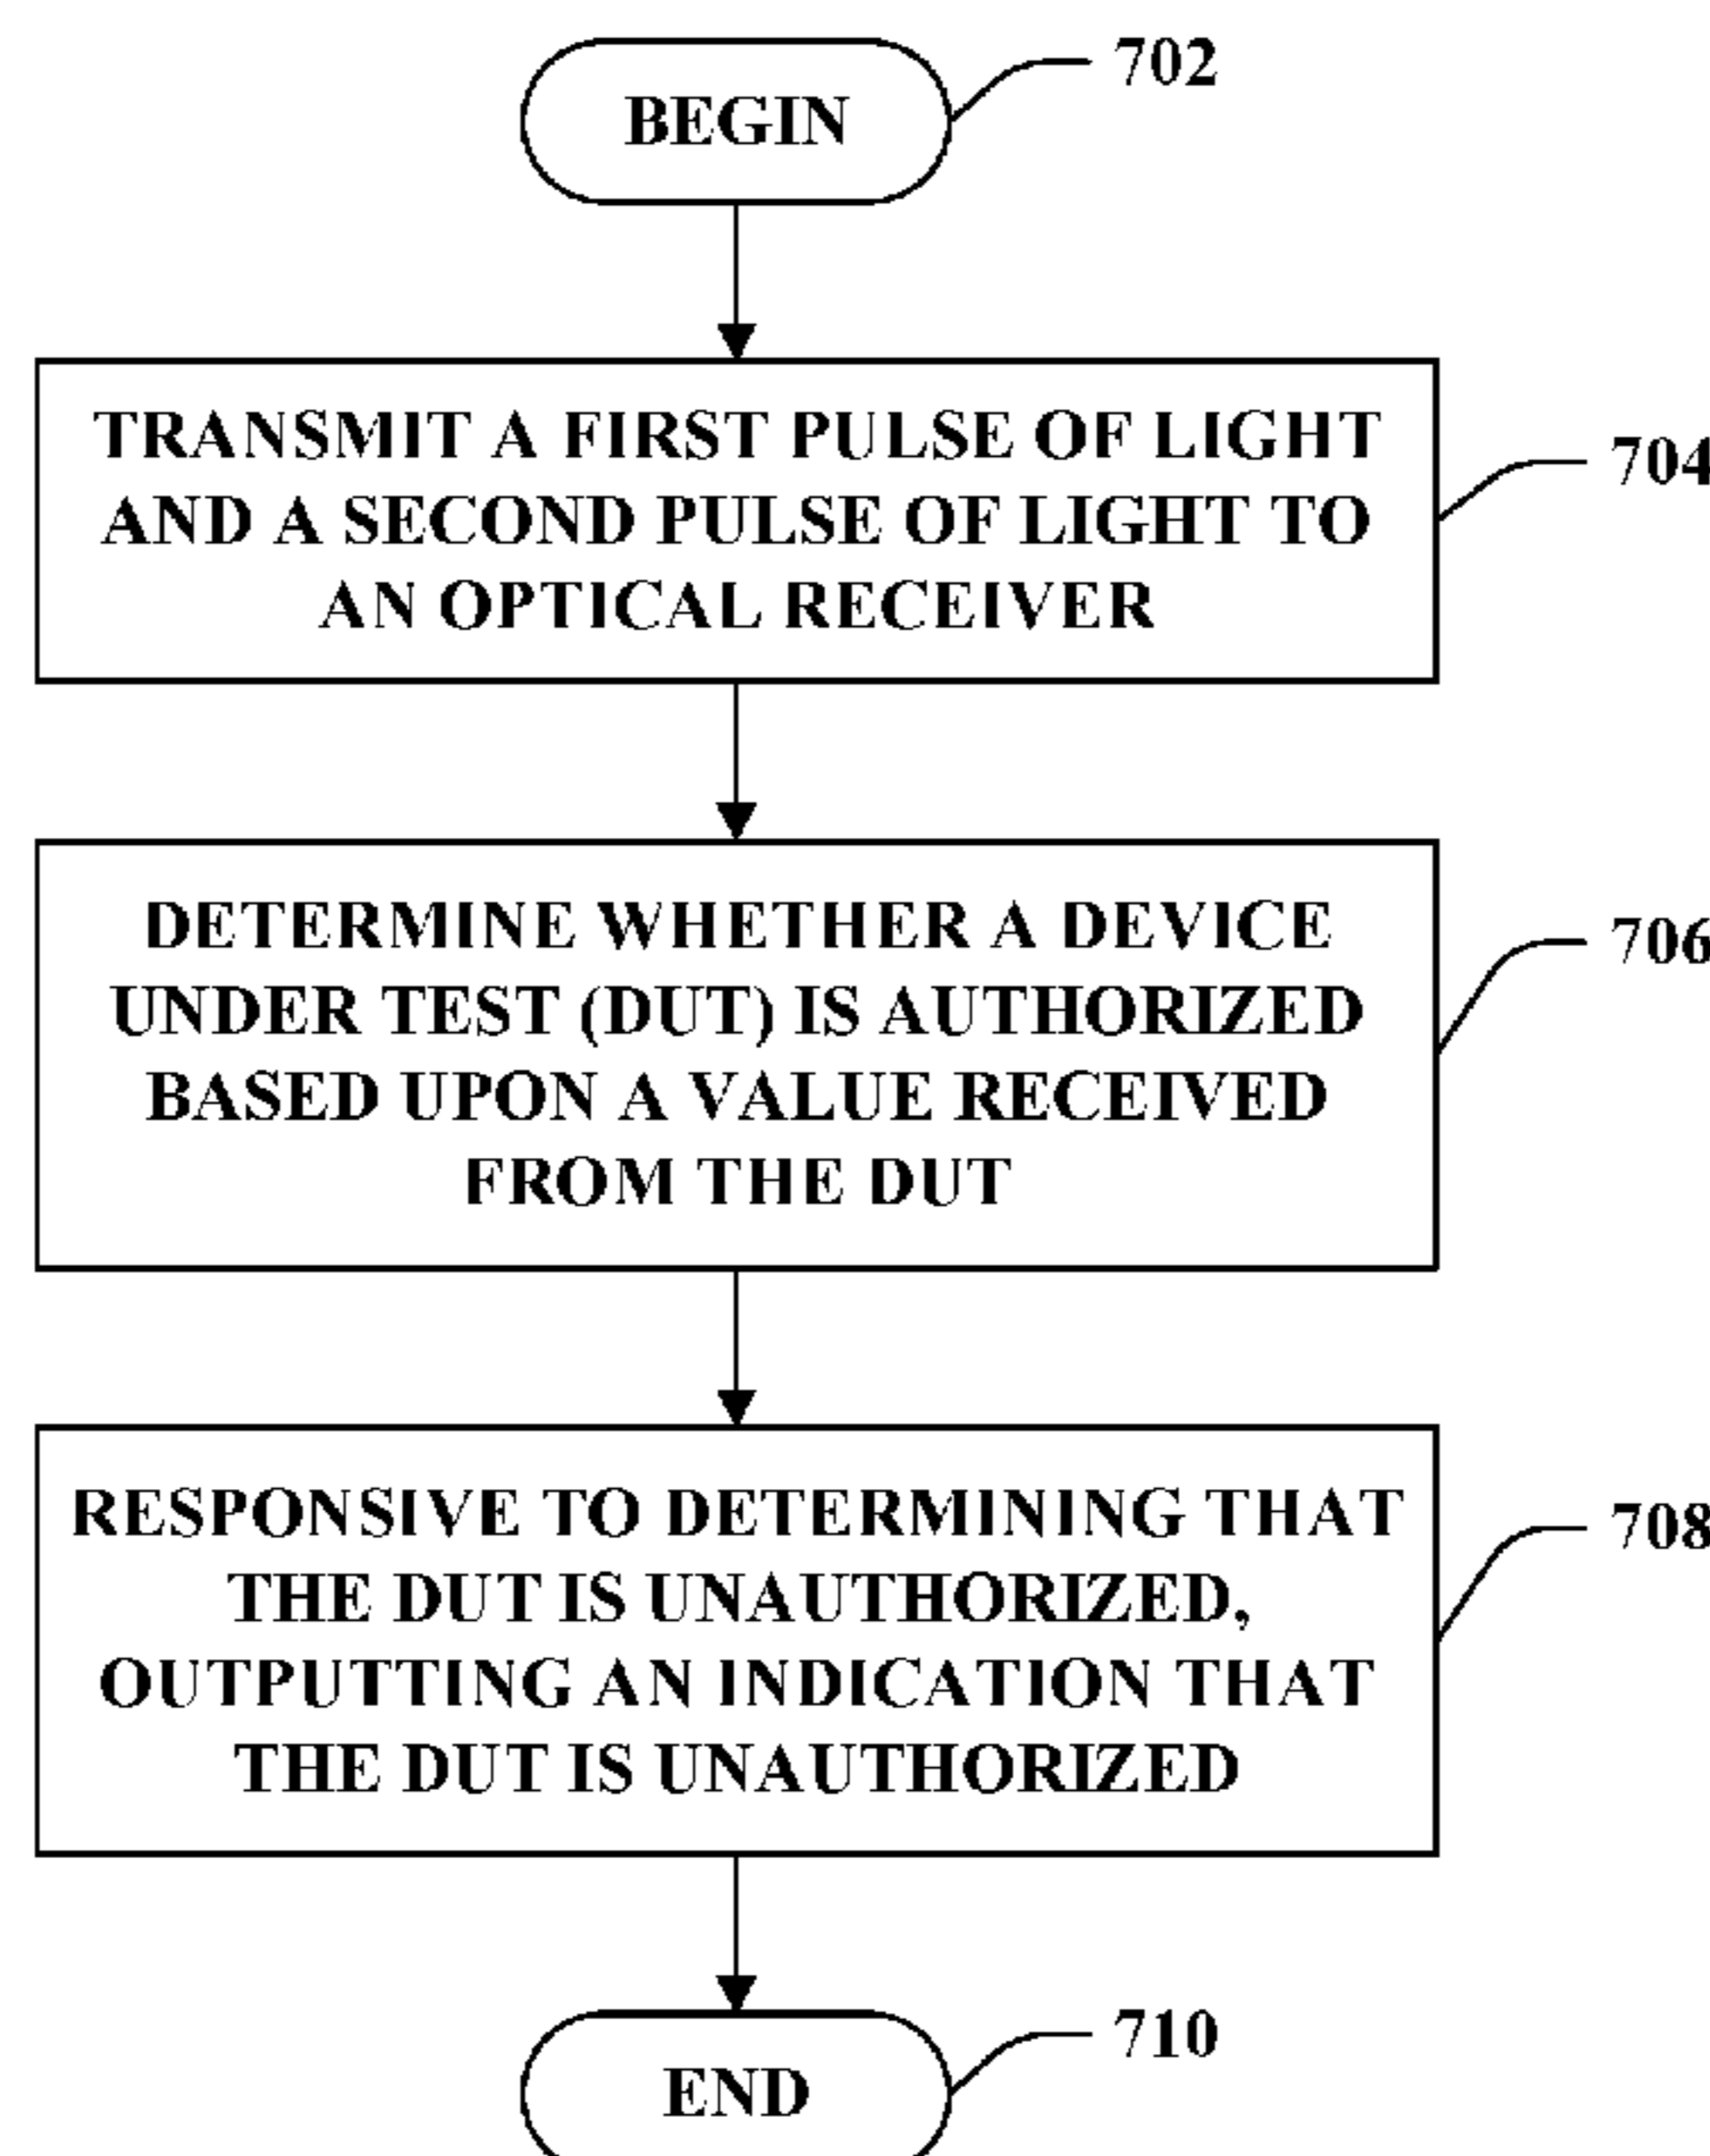 BEGIN
702
TRANSMIT A FIRST PULSE OF LIGHT
AND A SECOND PULSE OF LIGHT TO
AN OPTICAL RECEIVER
704
DETERMINE WHETHER A DEVICE
UNDER TEST (DUT) IS AUTHORIZED
BASED UPON A VALUE RECEIVED
FROM THE DUT
706
RESPONSIVE TO DETERMINING THAT
THE DUT IS UNAUTHORIZED,
OUTPUTTING AN INDICATION THAT
THE DUT IS UNAUTHORIZED
708
END
710